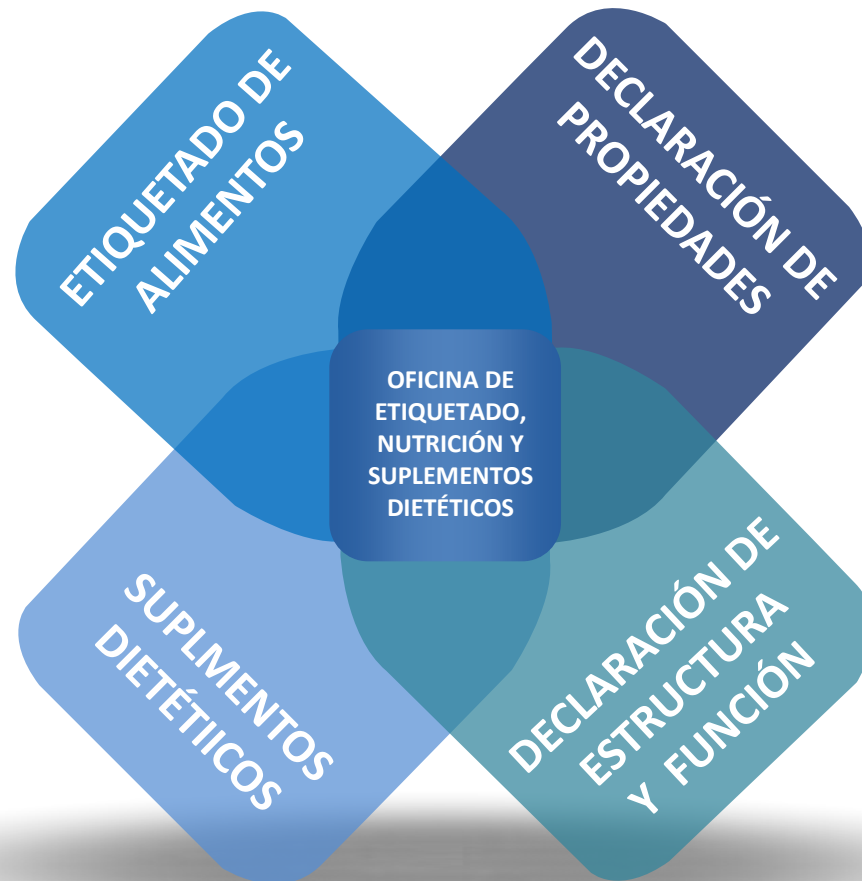 ETIQUETADO DE
ALIMENTOS
DECLARACIÓN DE
PROPIEDADES
OFICINA DE
ETIQUETADO,
NUTRICIÓN Y
SUPLEMENTOS
DIETÉTICOS
SUPLMENTOS
DIETÉTIICOS
DECLARACIÓN DE
ESTRUCTURA
Y FUNCIÓN